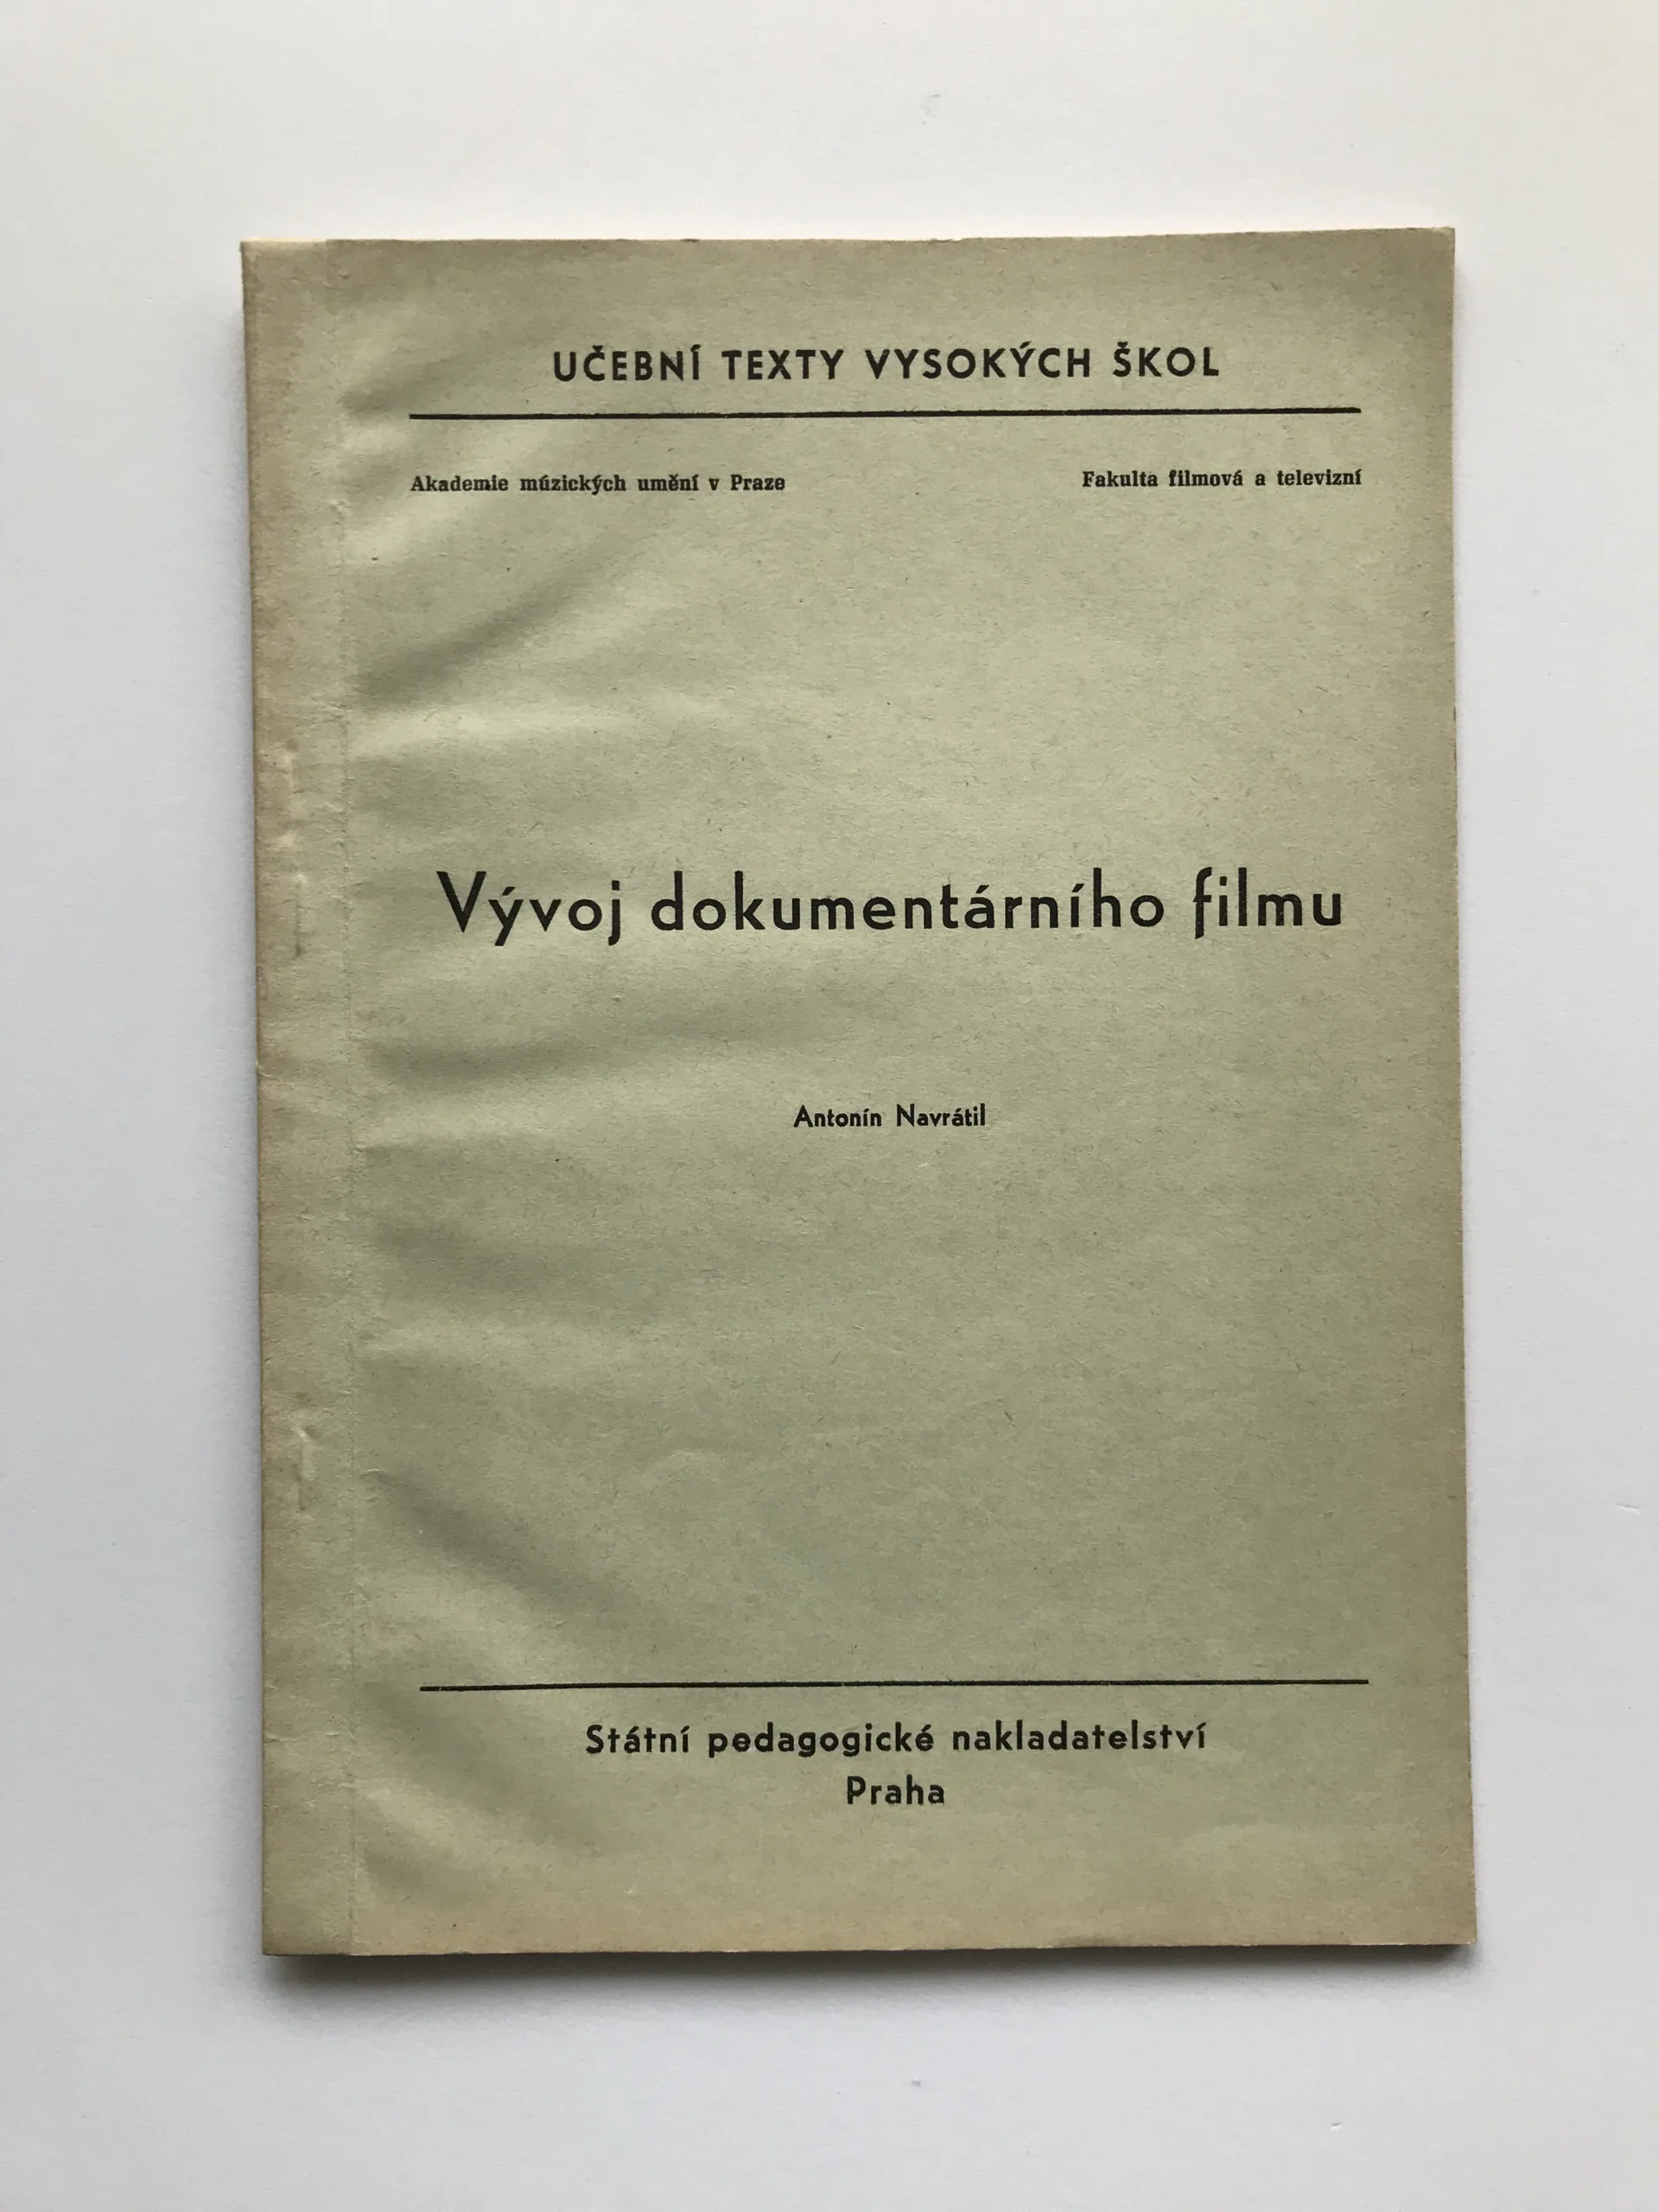 UČEBNÍ TEXTY VYSOKÝCH ŠKOL
Akademie múzických umění v Praze Fakulta filmová a televizní
Vývoj dokumentárního filmu
Antonín Navrátil
Státní pedagogické nakladatelství
Praha